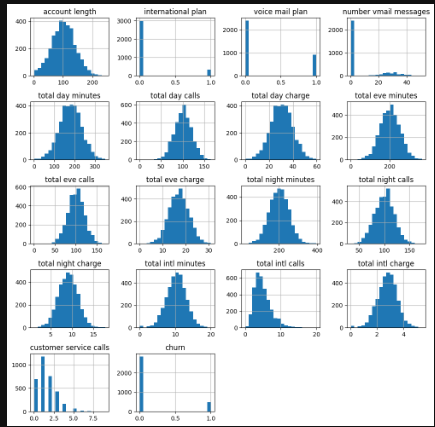 account length international plan voice mail plan number vmail messages
400 3000 2000 2000
300 2000
200 1000 1000
100 1000
0 0 0 0
0 100 200 0.0 0.5 1.0 0.0 0.5 1.0 0 20 40
total day minutes total day calls total day charge total eve minutes
400 600 400 400
400
200 200 200
200
0 0 0 0
0 100 200 300 0 50 100 150 0 20 40 60 0 200
total eve calls total eve charge total night minutes total night calls
600 400
400 400 400
200 200 200 200
0 0 0 0
0 50 100 150 0 10 20 30 200 400 50 100 150
total night charge total intl minutes total intl calls total intl charge
400 400 600 400
400
200 200 200 200
0 0 0 0
5 10 15 0 10 20 0 10 20 0 2 4
customer service calls churn
1000 2000
500 1000
0 0
0.0 2.5 5.0 7.5 0.0 0.5 1.0